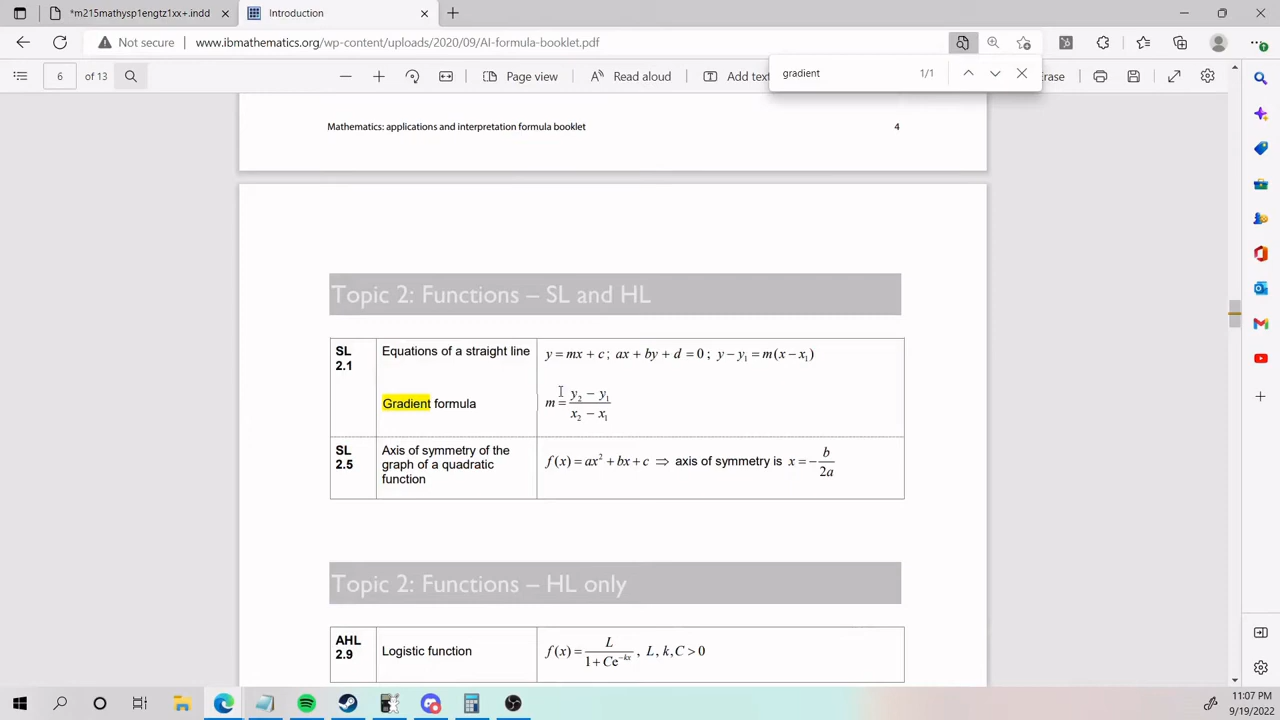 *m215mathysp1engtz1xx+.indd
Introduction
Not secure
www.ibmathematics.org/wp-content/uploads/2020/09/AI-formula-booklet.pdf
gradient
1/1
6
of 13
Page view
Read aloud
Add text
Erase
Mathematics: applications and interpretation formula booklet
4
Topic 2: Functions – SL and HL
SL
2.1
Equations of a straight line
y = mx + c ; ax + by + d = 0 ; y − y₁ = m(x − x₁)
Gradient formula
m = (y₂ − y₁)/(x₂ − x₁)
SL
2.5
Axis of symmetry of the
graph of a quadratic
function
f(x) = ax² + bx + c ⇒ axis of symmetry is x = −b/2a
Topic 2: Functions – HL only
AHL
2.9
Logistic function
f(x) = L/(1 + Ce^−kx) , L, k, C > 0
11:07 PM
9/19/2022